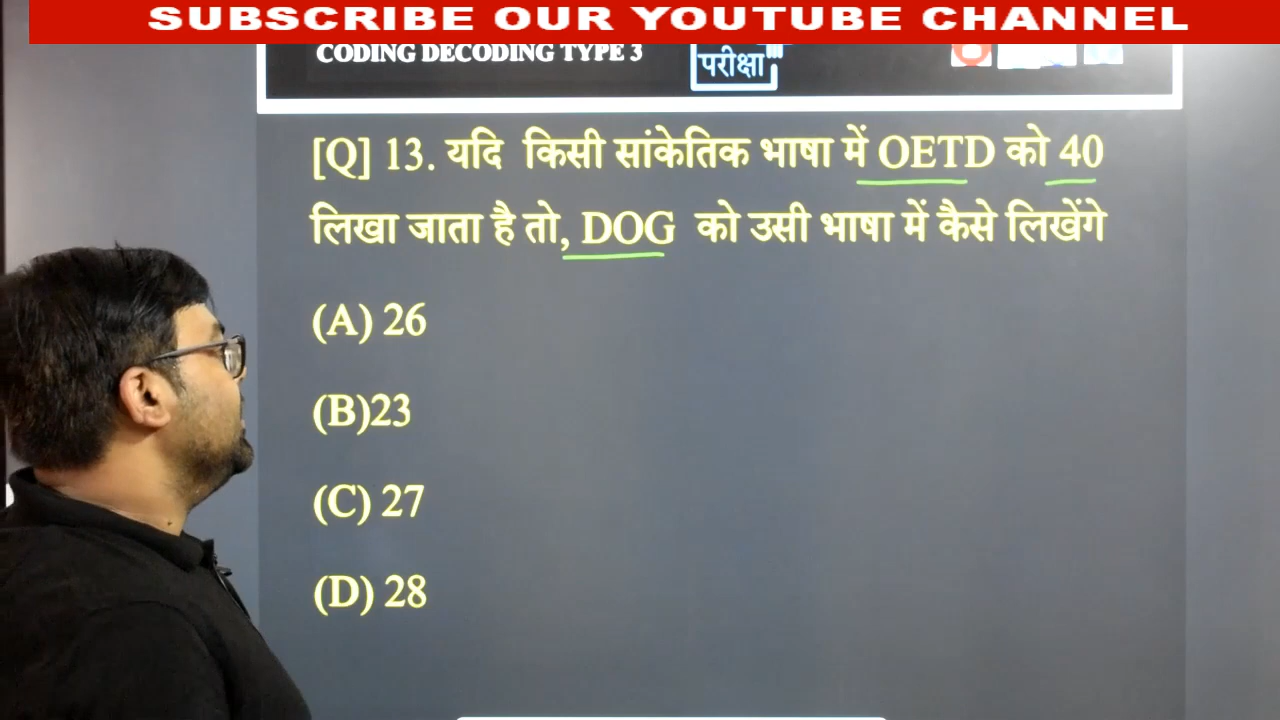 SUBSCRIBE OUR YOUTUBE CHANNEL
CODING DECODING TYPE 3
परीक्षा
[Q] 13. यदि किसी सांकेतिक भाषा में OETD को 40
लिखा जाता है तो, DOG को उसी भाषा में कैसे लिखेंगे
(A) 26
(B)23
(C) 27
(D) 28